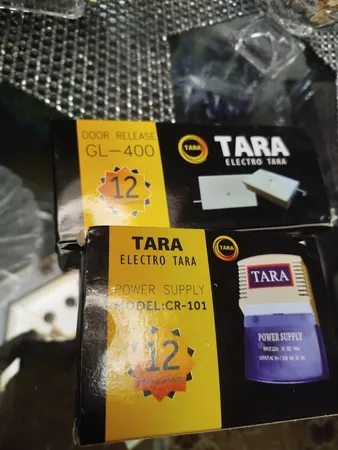 DOOR RELEASE
GL-400
12
TARA
TARA
ELECTRO TARA
TARA
ELECTRO TARA
TARA
POWER SUPPLY
MODEL:CR-101
12
TARA
POWER SUPPLY